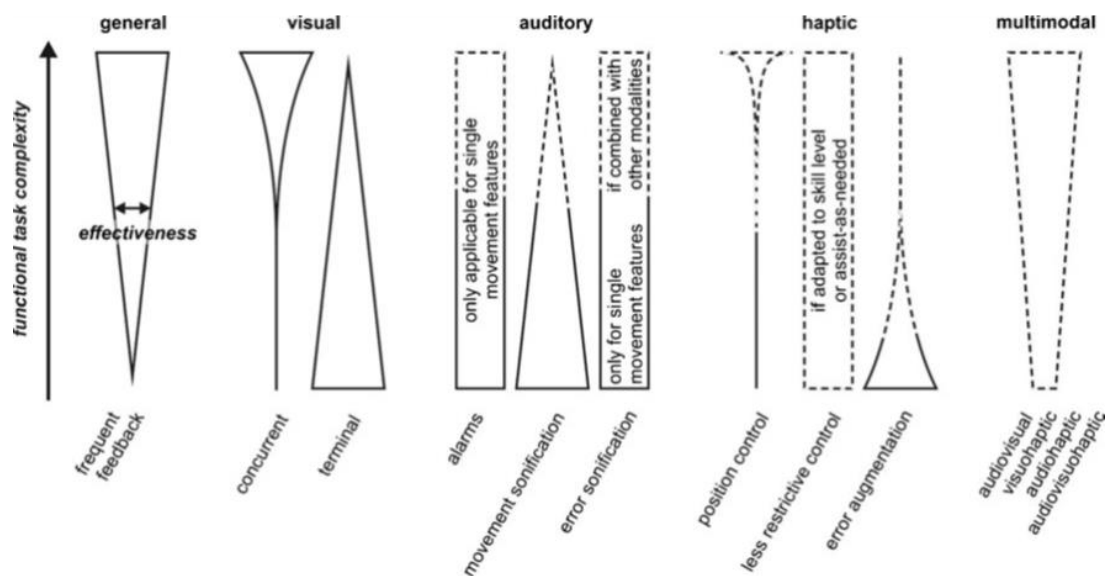 general
visual
auditory
haptic
multimodal
functional task complexity
effectiveness
only applicable for single
movement features
if combined with
other modalities
only for single
movement features
if adapted to skill level
or assist-as-needed
frequent
feedback
concurrent
terminal
alarms
movement sonification
error sonification
position control
less restrictive control
error augmentation
audiovisual
visuohaptic
audiohaptic
audiovisuohaptic